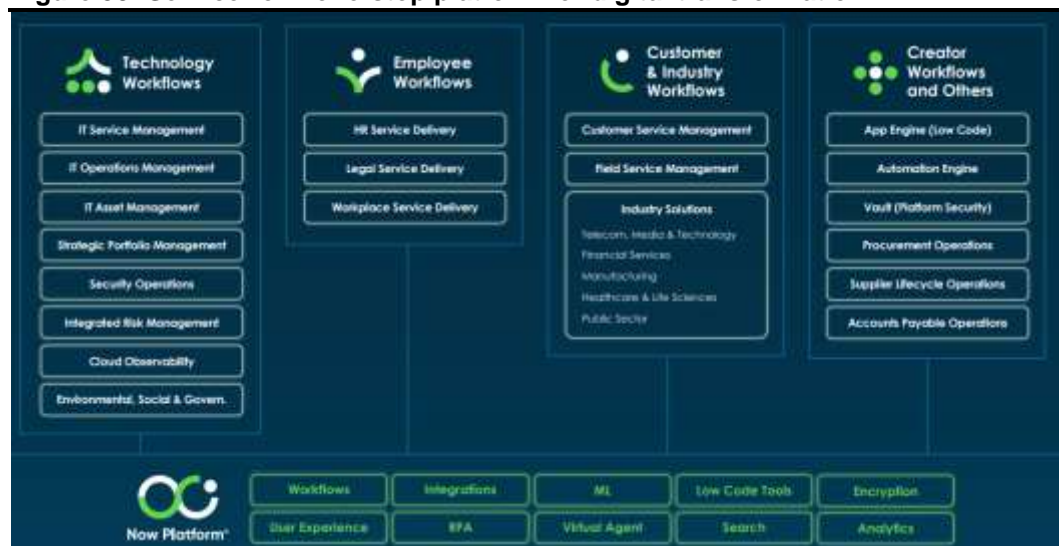 Technology
Workflows
IT Service Management
IT Operations Management
IT Asset Management
Strategic Portfolio Management
Security Operations
Integrated Risk Management
Cloud Observability
Environmental, Social & Govern.
Employee
Workflows
HR Service Delivery
Legal Service Delivery
Workplace Service Delivery
Customer
& Industry
Workflows
Customer Service Management
Field Service Management
Industry Solutions
Telecom, Media & Technology
Financial Services
Manufacturing
Healthcare & Life Sciences
Public Sector
Creator
Workflows
and Others
App Engine (Low Code)
Automation Engine
Vault (Platform Security)
Procurement Operations
Supplier Lifecycle Operations
Accounts Payable Operations
Now Platform®
Workflows
Integrations
ML
Low Code Tools
Encryption
User Experience
RPA
Virtual Agent
Search
Analytics